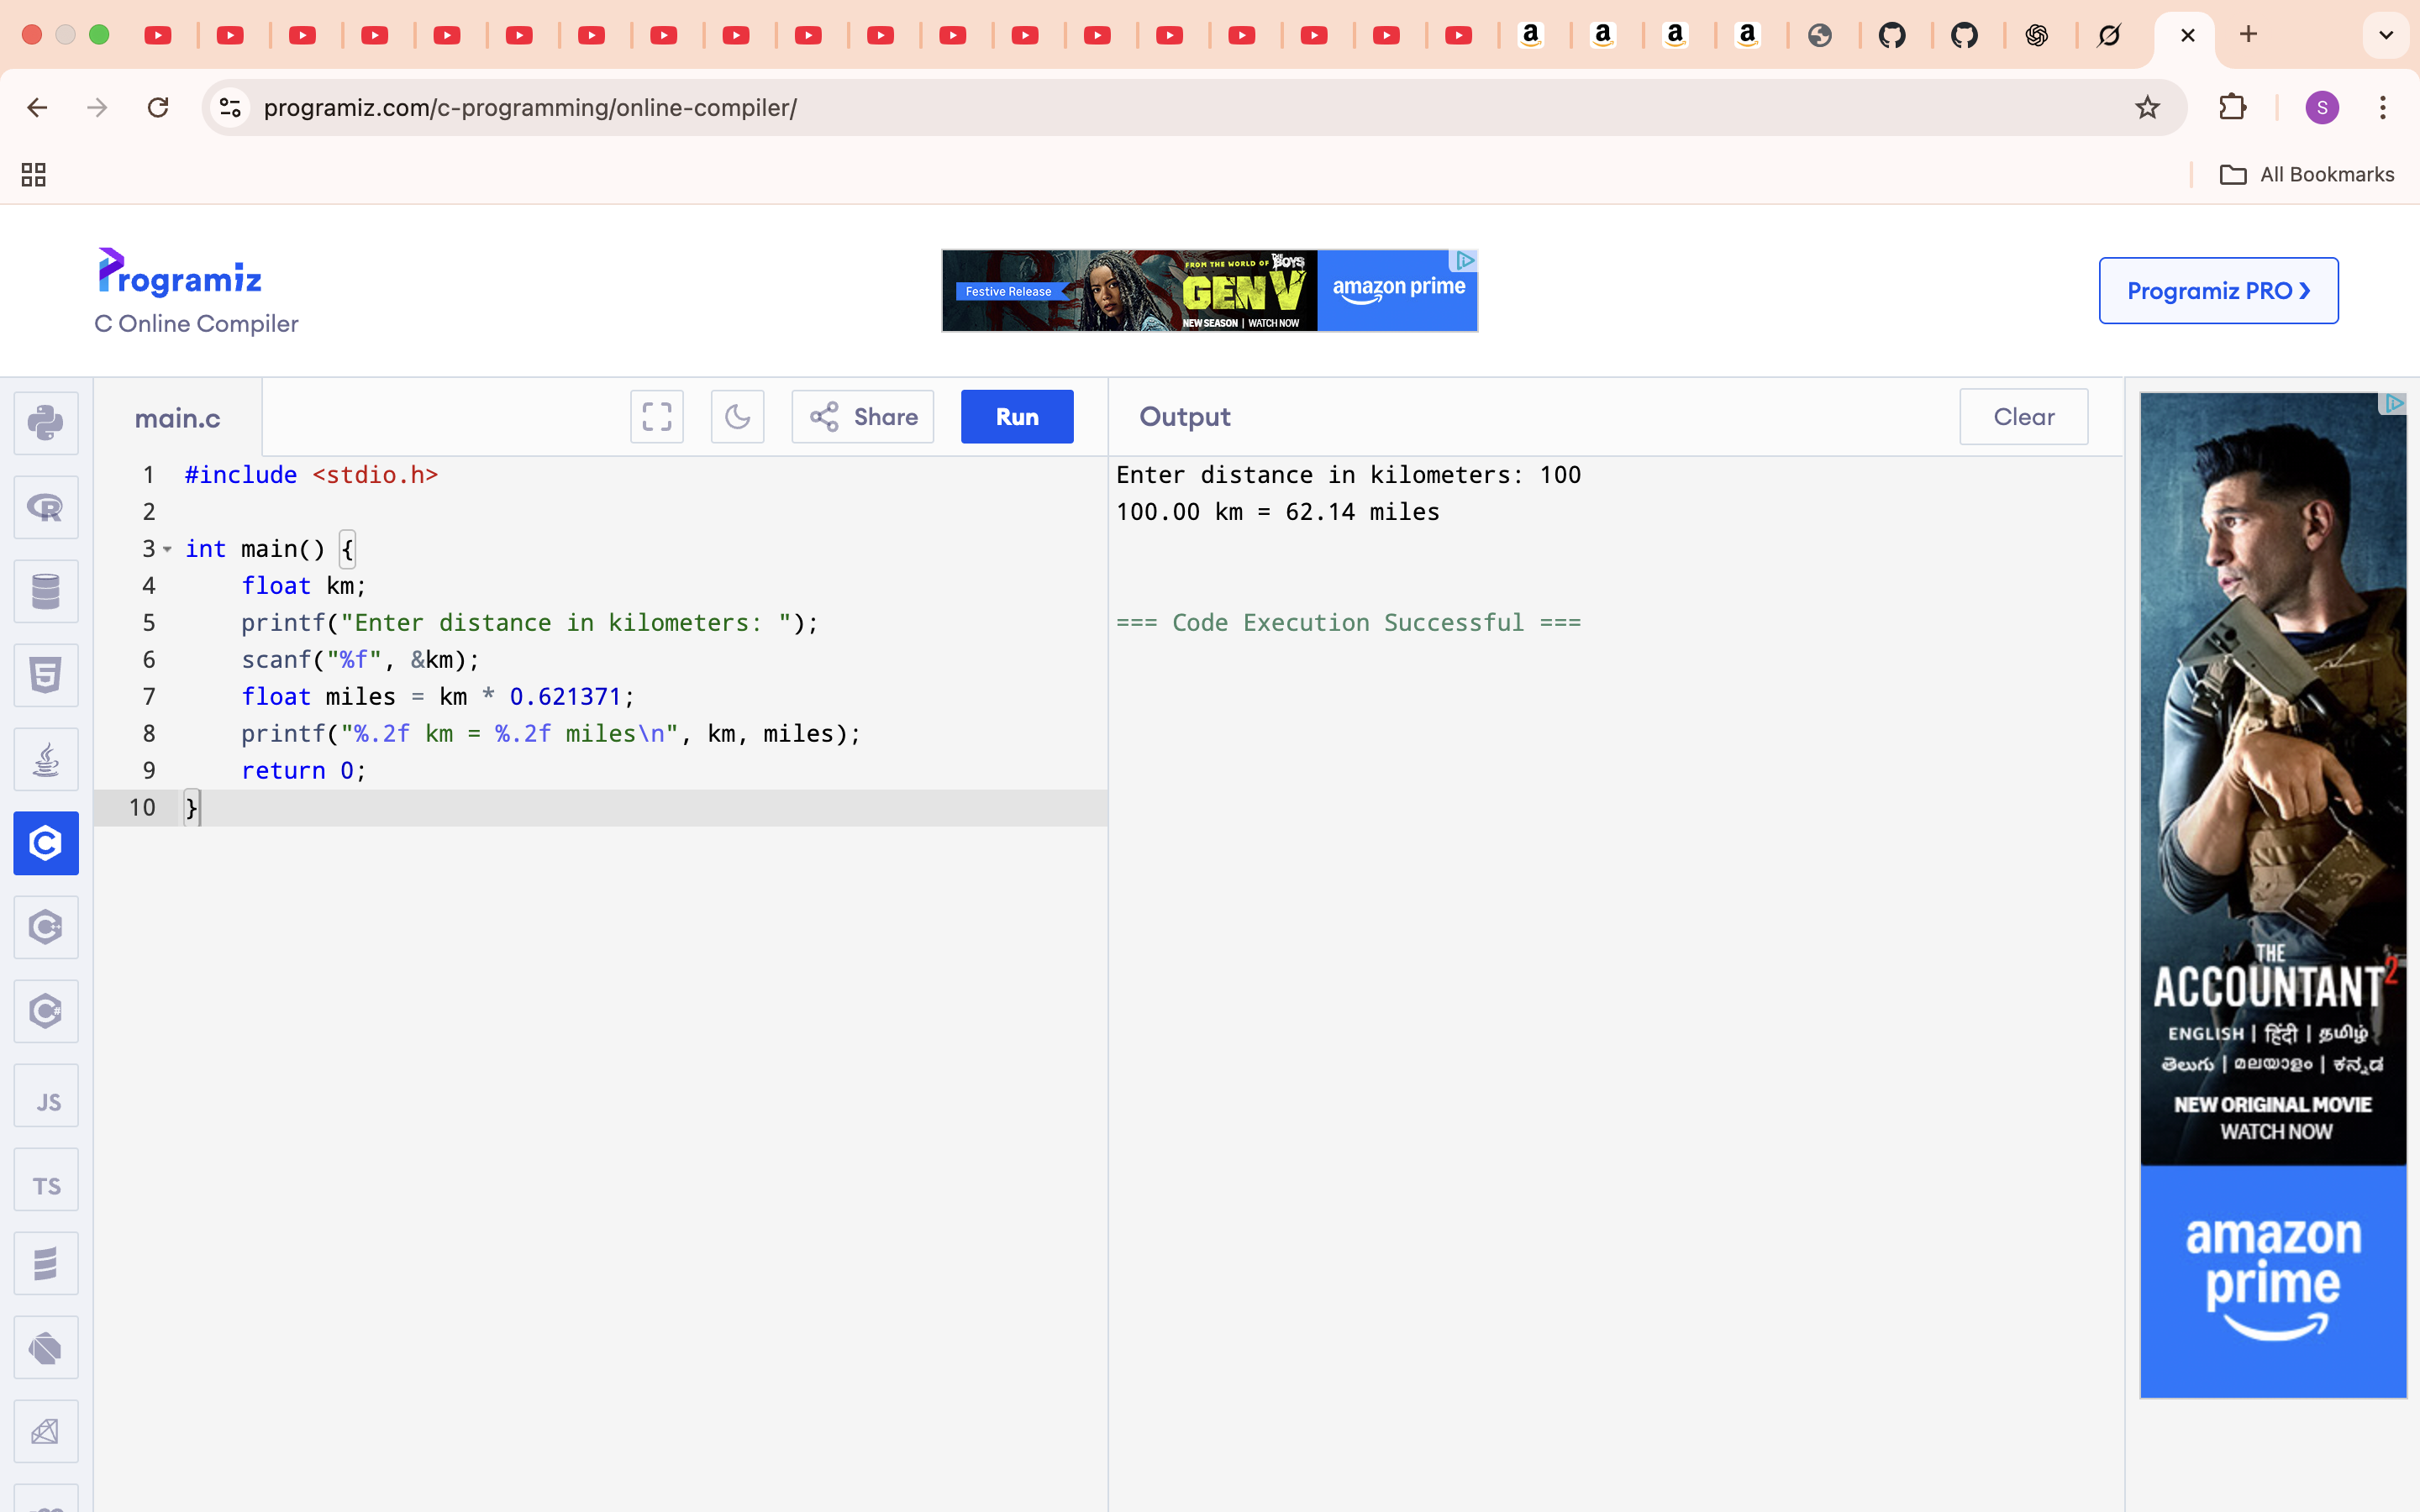 S
programiz.com/c-programming/online-compiler/
All Bookmarks
Programiz
C Online Compiler
Festive Release
FROM THE WORLD OF THE BOYS
GEN V
NEW SEASON | WATCH NOW
amazon prime
Programiz PRO ❯
main.c
Share
Run
Output
Clear
1 #include <stdio.h>
2
3 int main() {
4     float km;
5     printf("Enter distance in kilometers: ");
6     scanf("%f", &km);
7     float miles = km * 0.621371;
8     printf("%.2f km = %.2f miles\n", km, miles);
9     return 0;
10 }
Enter distance in kilometers: 100
100.00 km = 62.14 miles
=== Code Execution Successful ===
JS
TS
THE
ACCOUNTANT 2
ENGLISH | हिंदी | தமிழ்
తెలుగు | മലയാളം | ಕನ್ನಡ
NEW ORIGINAL MOVIE
WATCH NOW
amazon
prime